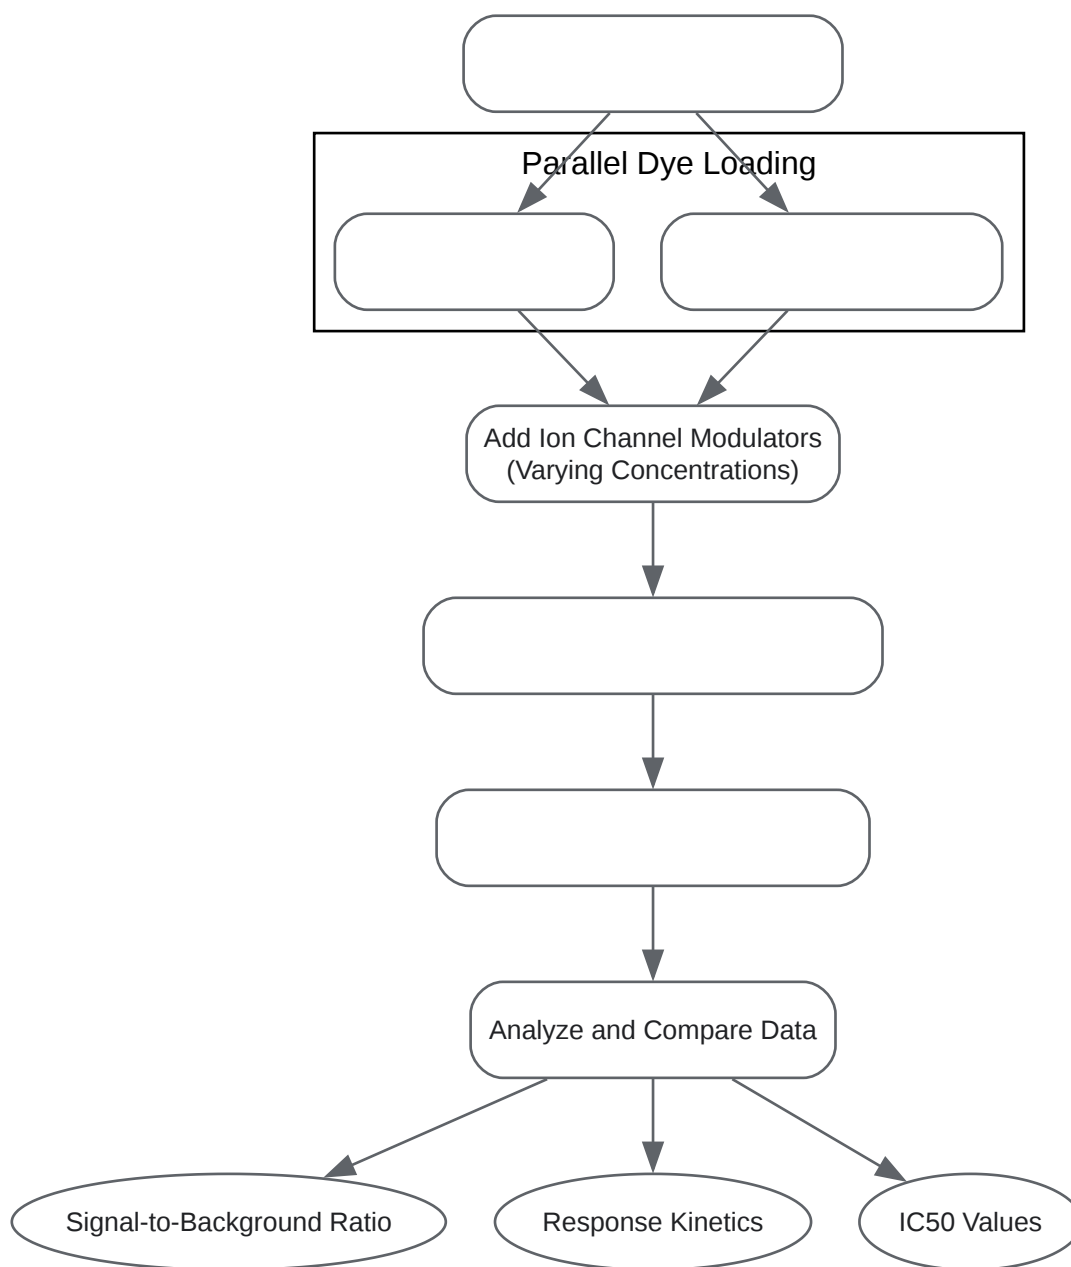 Parallel Dye Loading
Add Ion Channel Modulators
(Varying Concentrations)
Analyze and Compare Data
Signal-to-Background Ratio
Response Kinetics
IC50 Values